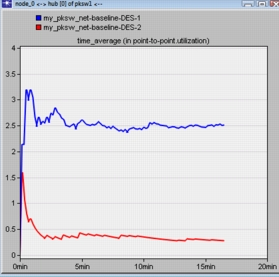 node_0 <-> hub [0] of pksw1 <--
my_pksw_net-baseline-DES-1
my_pksw_net-baseline-DES-2
time_average (in point-to-point.utilization)
4
3.5
3
2.5
2
1.5
1
0.5
0
0min 5min 10min 15min 20min